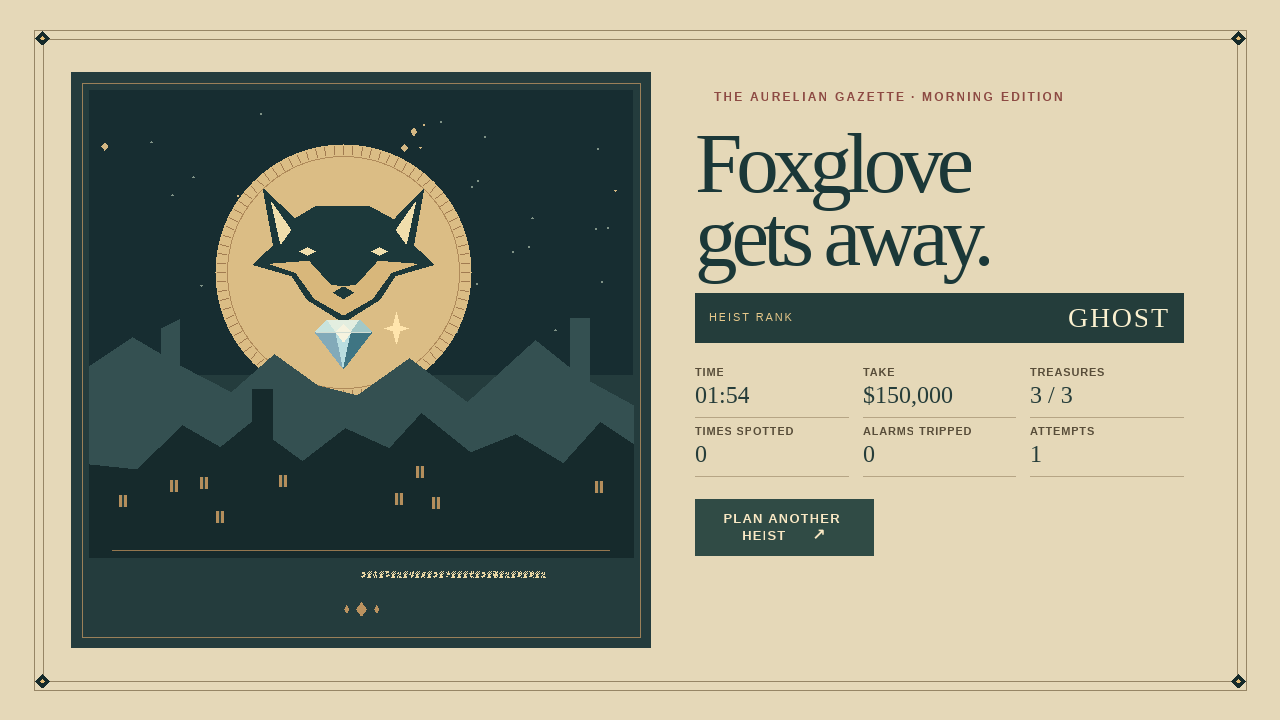 THE AURELIAN GAZETTE · MORNING EDITION
Foxglove
gets away.
HEIST RANK GHOST
TIME TAKE TREASURES
01:54 $150,000 3 / 3
TIMES SPOTTED ALARMS TRIPPED ATTEMPTS
0 0 1
PLAN ANOTHER
HEIST ↗